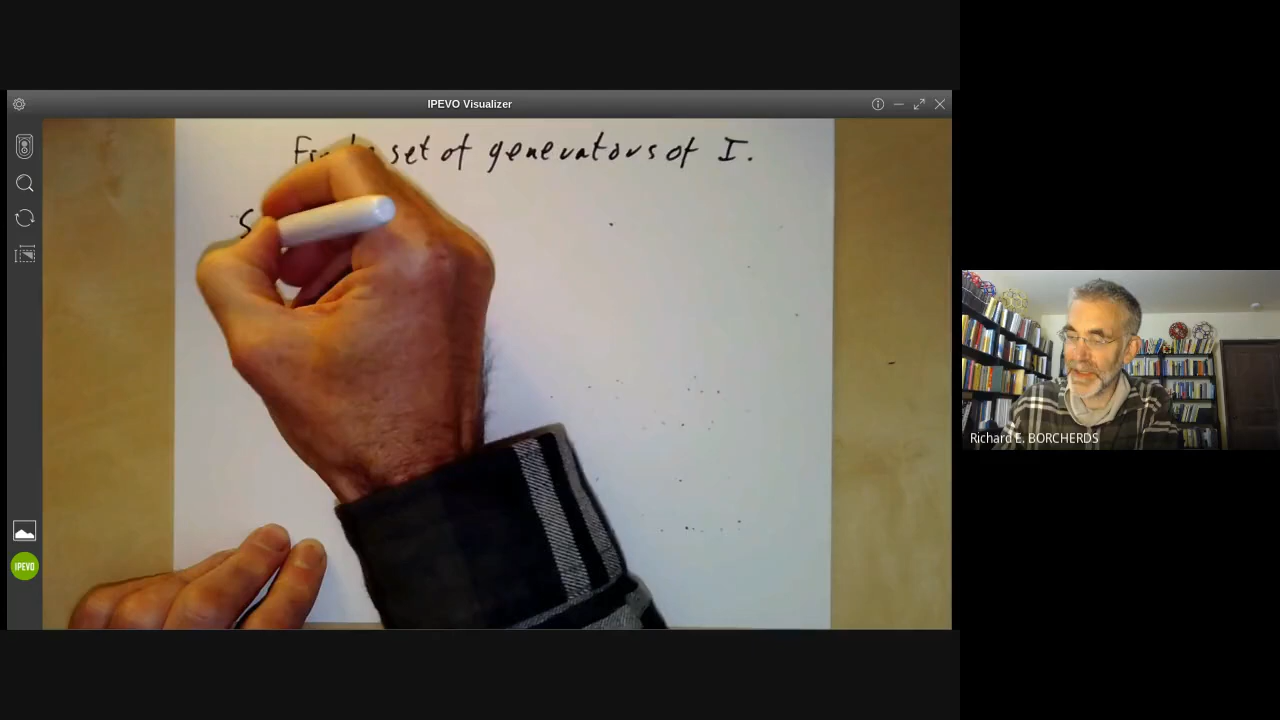 IPEVO Visualizer
set of generators of I.
S
IPEVO
Richard E. BORCHERDS